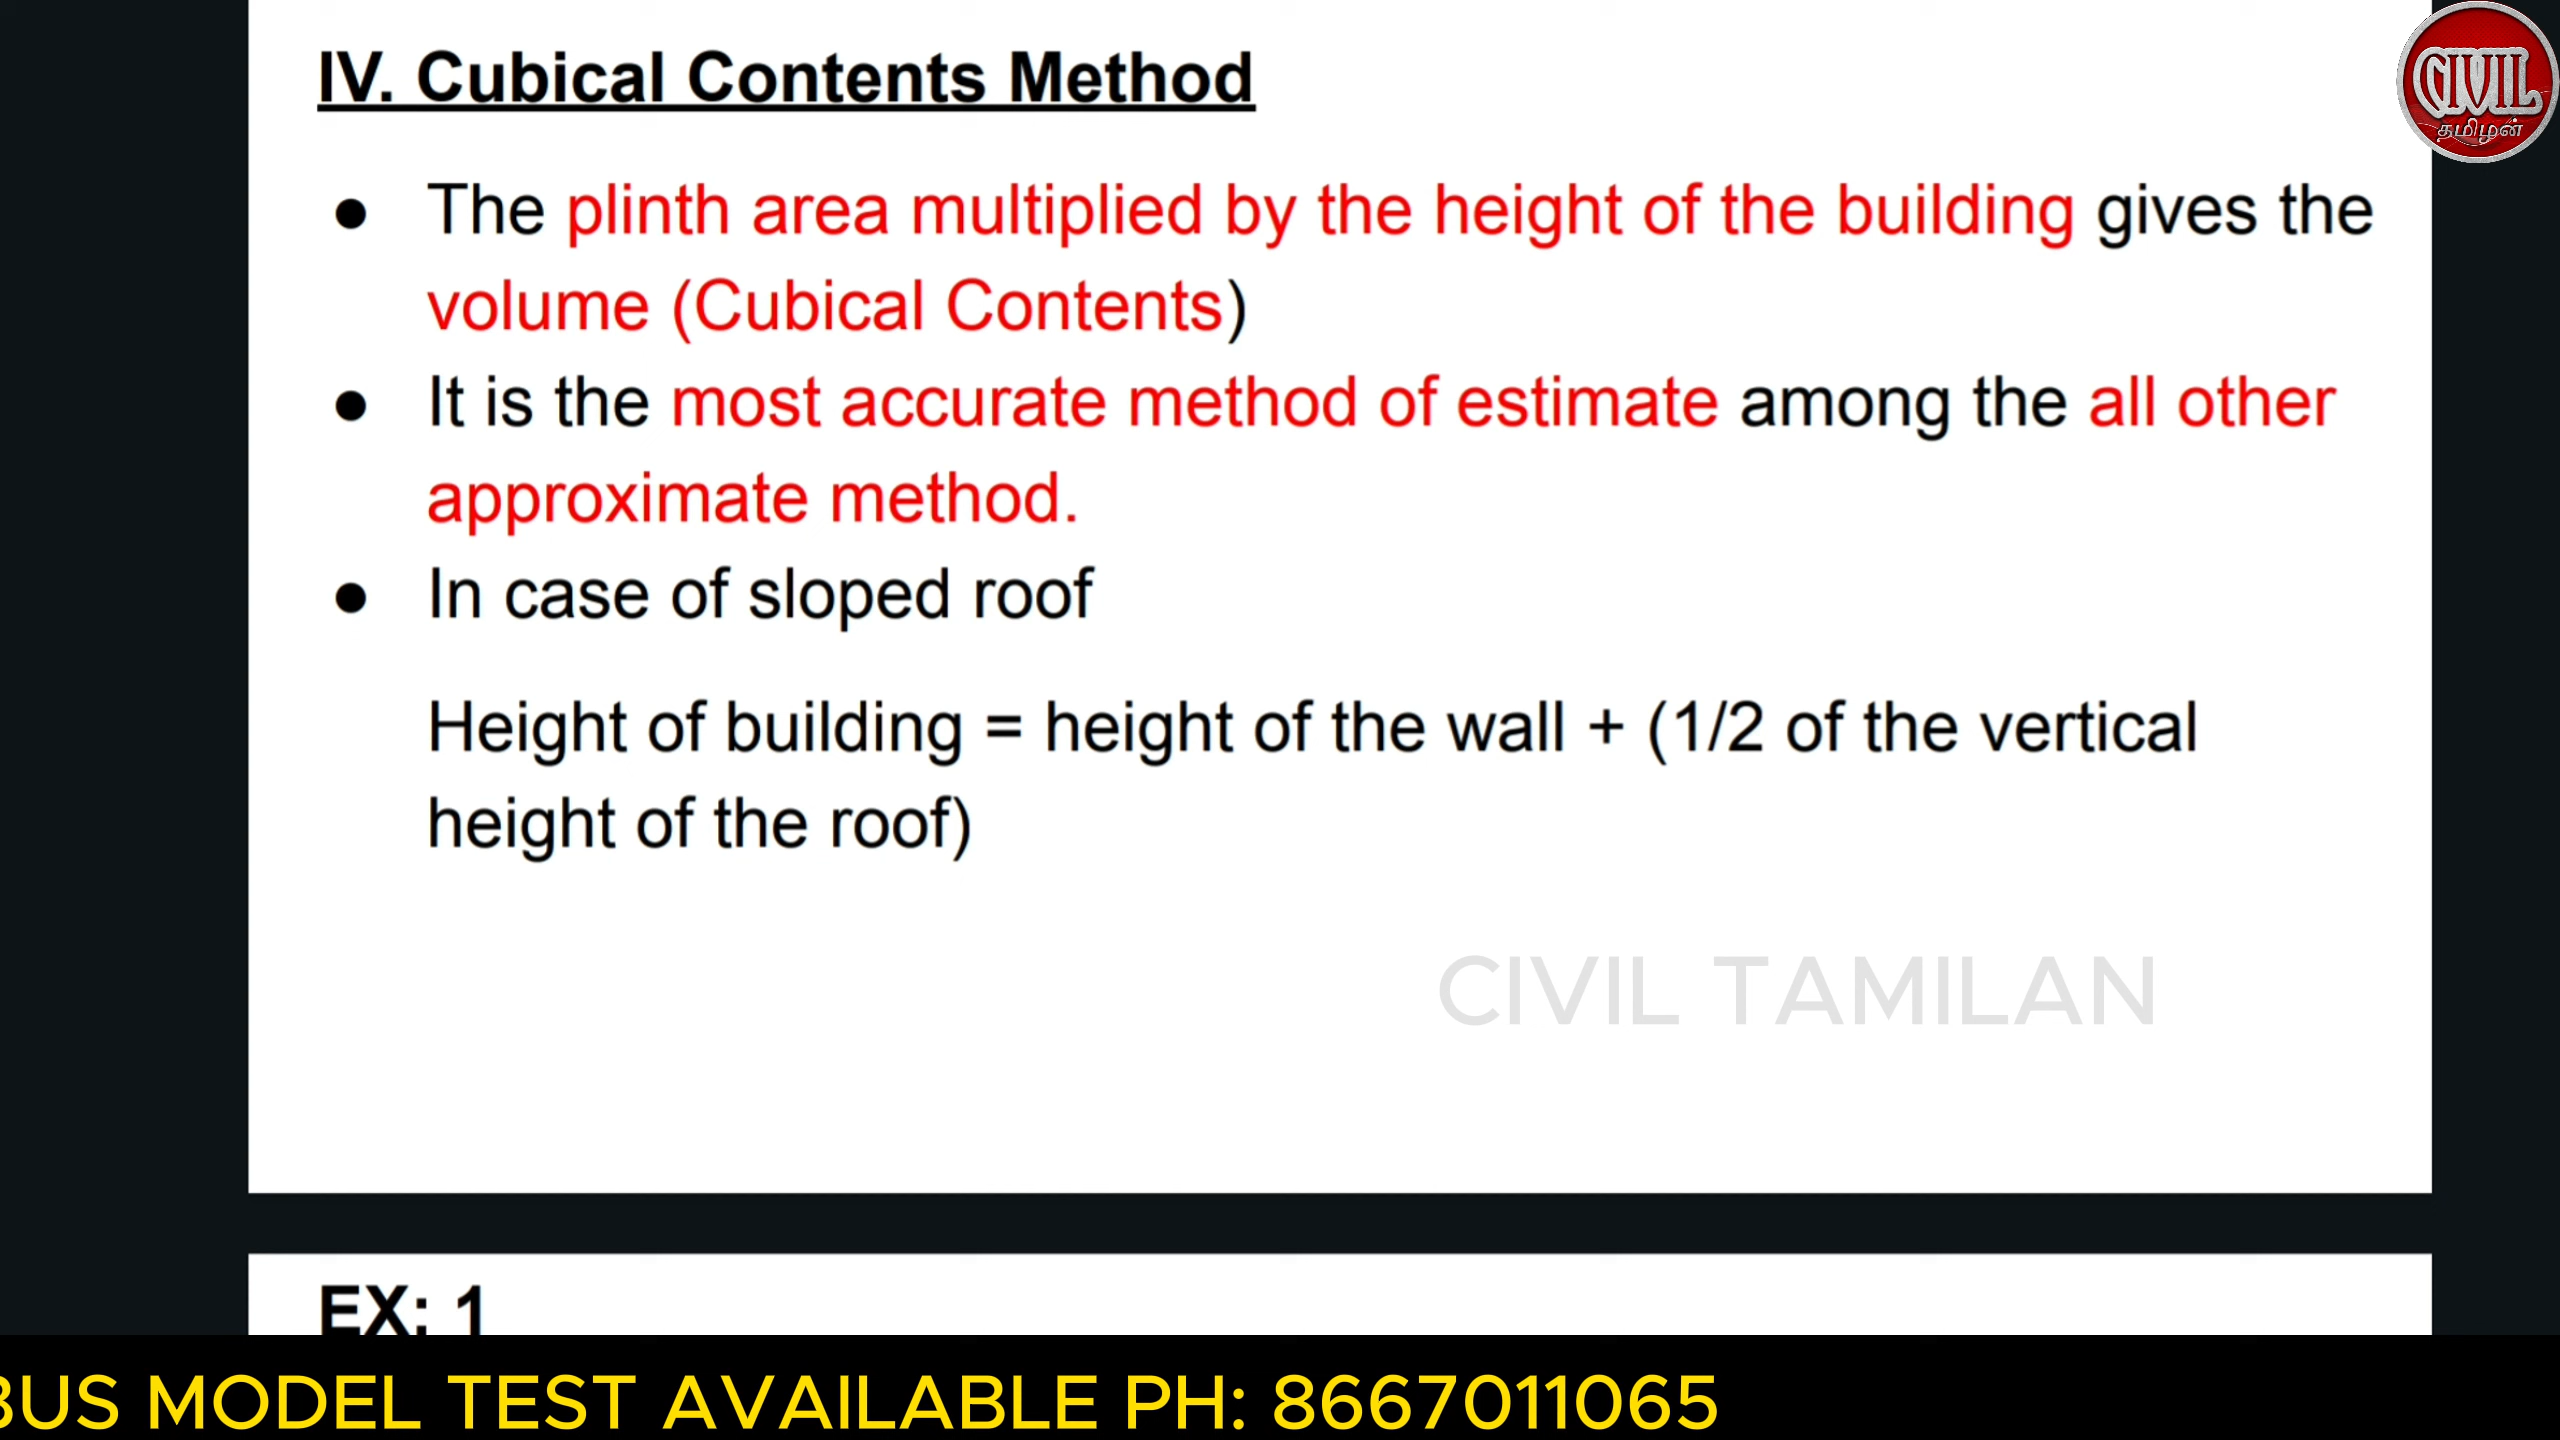 IV. Cubical Contents Method
CIVIL
தமிழன்
● The plinth area multiplied by the height of the building gives the
volume (Cubical Contents)
● It is the most accurate method of estimate among the all other
approximate method.
● In case of sloped roof
Height of building = height of the wall + (1/2 of the vertical
height of the roof)
CIVIL TAMILAN
EX: 1
BUS MODEL TEST AVAILABLE PH: 8667011065